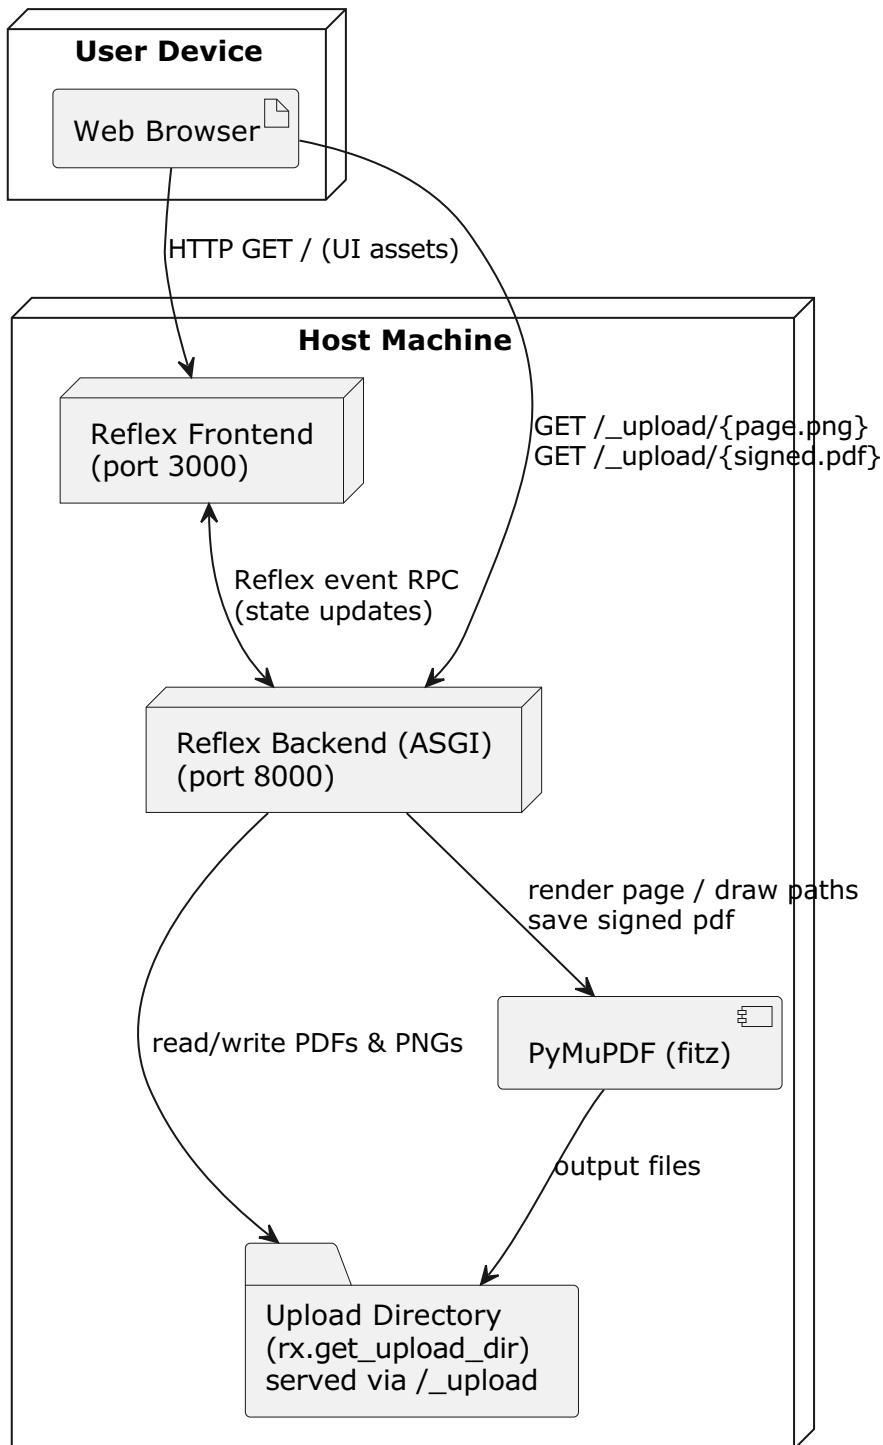 User Device
Web Browser
HTTP GET / (UI assets)
Host Machine
GET /_upload/{page.png}
GET /_upload/{signed.pdf}
Reflex Frontend
(port 3000)
Reflex event RPC
(state updates)
Reflex Backend (ASGI)
(port 8000)
render page / draw paths
save signed pdf
read/write PDFs & PNGs
PyMuPDF (fitz)
output files
Upload Directory
(rx.get_upload_dir)
served via /_upload